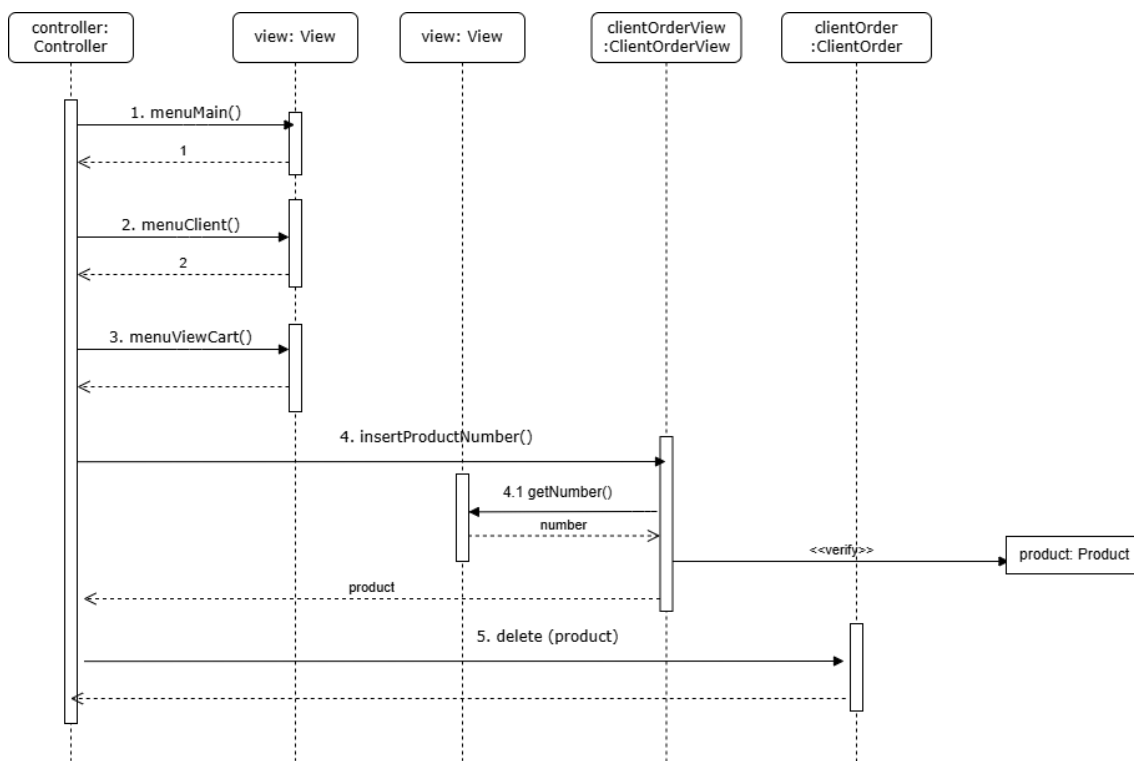 controller:
Controller
view: View
view: View
clientOrderView
:ClientOrderView
clientOrder
:ClientOrder
1. menuMain()
1
2. menuClient()
2
3. menuViewCart()
4. insertProductNumber()
4.1 getNumber()
number
<<verify>>
product: Product
product
5. delete (product)